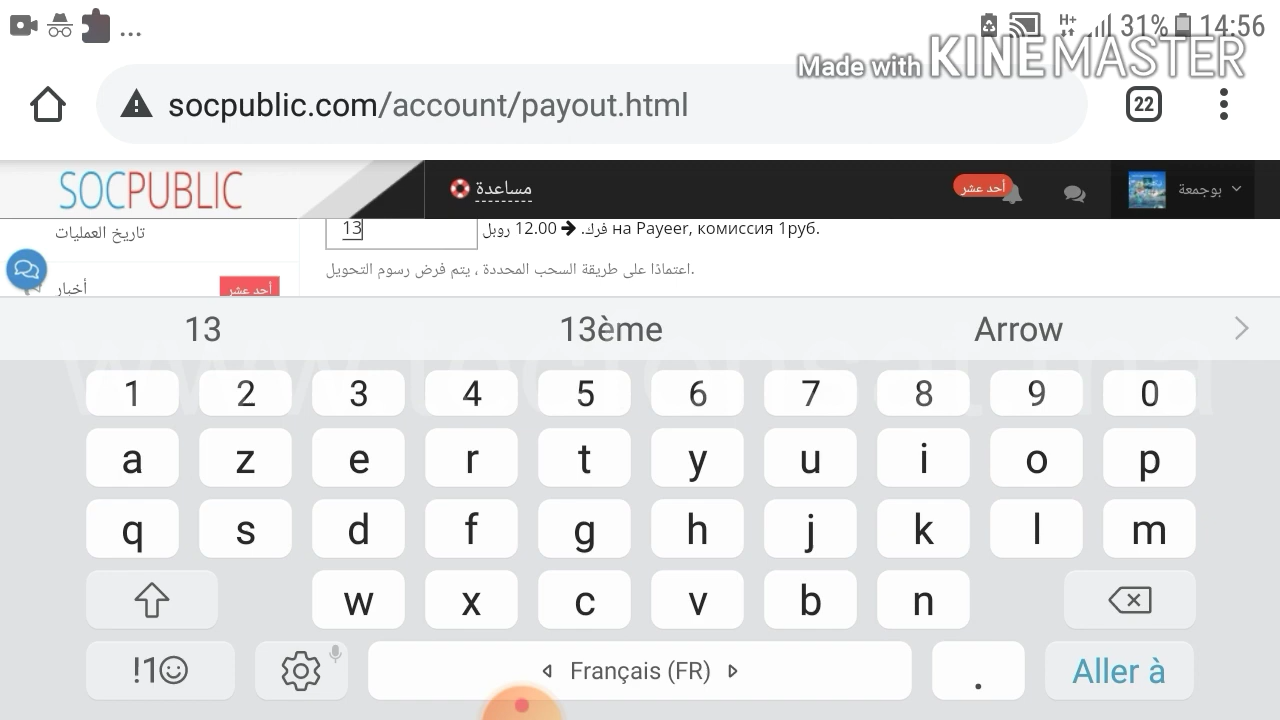 ... H+ 31% 14:56
Made with KINEMASTER
socpublic.com/account/payout.html 22
SOCPUBLIC مساعدة أحد عشر بوجمعة
تاريخ العمليات
13 روبل 12.00 → .فرك на Payeer, комиссия 1руб.
اعتمادًا على طريقة السحب المحددة ، يتم فرض رسوم التحويل.
أخبار أحد عشر
13 13ème Arrow
1 2 3 4 5 6 7 8 9 0
a z e r t y u i o p
q s d f g h j k l m
w x c v b n
!1☺ Français (FR) . Aller à